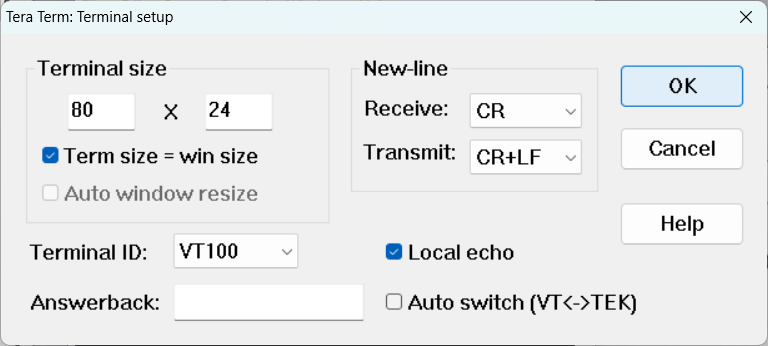 Tera Term: Terminal setup
Terminal size
80 X 24
Term size = win size
Auto window resize
New-line
Receive: CR
Transmit: CR+LF
OK
Cancel
Help
Terminal ID: VT100
Local echo
Answerback:
Auto switch (VT<->TEK)